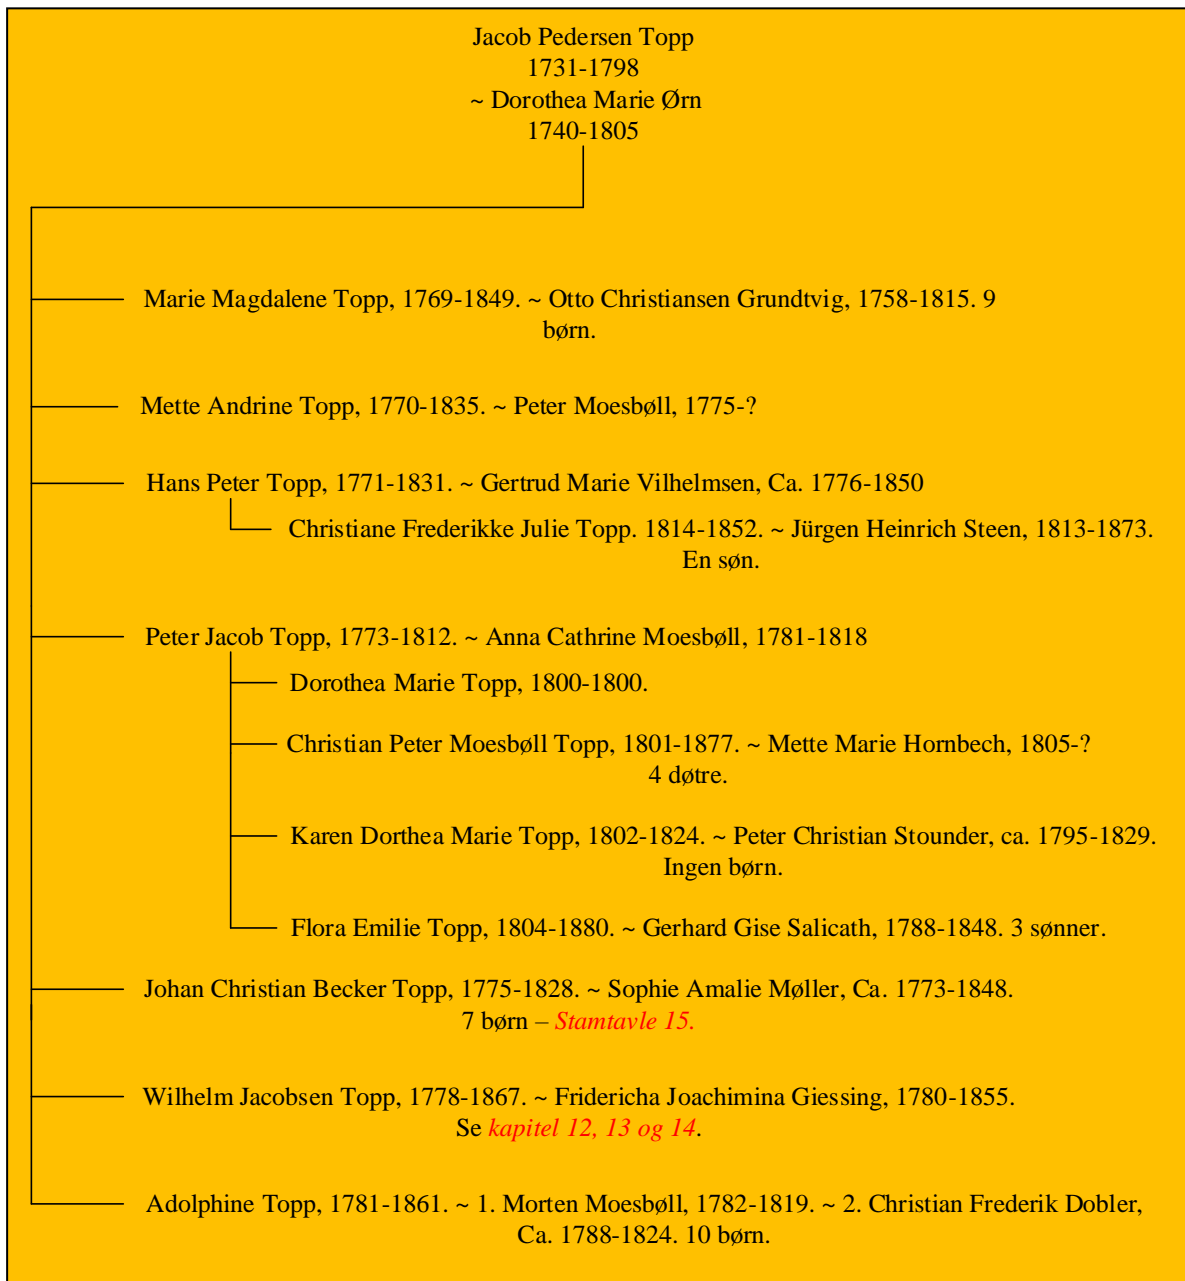 Jacob Pedersen Topp
1731-1798
~ Dorothea Marie Ørn
1740-1805
Marie Magdalene Topp, 1769-1849. ~ Otto Christiansen Grundtvig, 1758-1815. 9
børn.
Mette Andrine Topp, 1770-1835. ~ Peter Moesbøll, 1775-?
Hans Peter Topp, 1771-1831. ~ Gertrud Marie Vilhelmsen, Ca. 1776-1850
Christiane Frederikke Julie Topp. 1814-1852. ~ Jürgen Heinrich Steen, 1813-1873.
En søn.
Peter Jacob Topp, 1773-1812. ~ Anna Cathrine Moesbøll, 1781-1818
Dorothea Marie Topp, 1800-1800.
Christian Peter Moesbøll Topp, 1801-1877. ~ Mette Marie Hornbech, 1805-?
4 døtre.
Karen Dorthea Marie Topp, 1802-1824. ~ Peter Christian Stounder, ca. 1795-1829.
Ingen børn.
Flora Emilie Topp, 1804-1880. ~ Gerhard Gise Salicath, 1788-1848. 3 sønner.
Johan Christian Becker Topp, 1775-1828. ~ Sophie Amalie Møller, Ca. 1773-1848.
7 børn – Stamtavle 15.
Wilhelm Jacobsen Topp, 1778-1867. ~ Fridericha Joachimina Giessing, 1780-1855.
Se kapitel 12, 13 og 14.
Adolphine Topp, 1781-1861. ~ 1. Morten Moesbøll, 1782-1819. ~ 2. Christian Frederik Dobler,
Ca. 1788-1824. 10 børn.